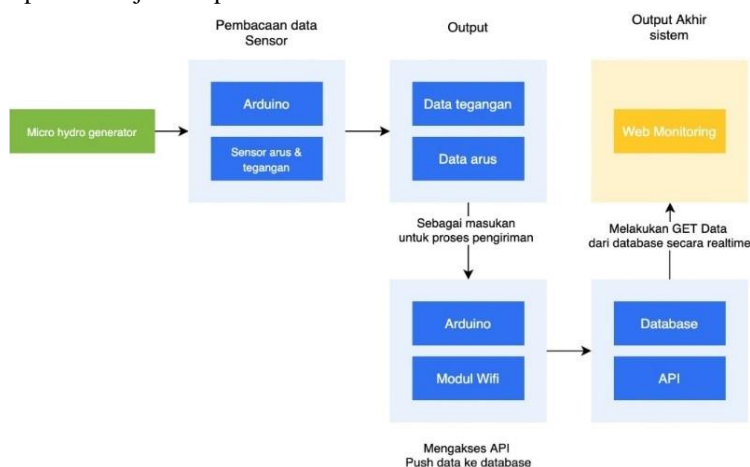 Pembacaan data
Sensor
Output
Output Akhir
sistem
Micro hydro generator
Arduino
Sensor arus &
tegangan
Data tegangan
Data arus
Web Monitoring
Sebagai masukan
untuk proses pengiriman
Melakukan GET Data
dari database secara realtime
Arduino
Modul Wifi
Database
API
Mengakses API
Push data ke database